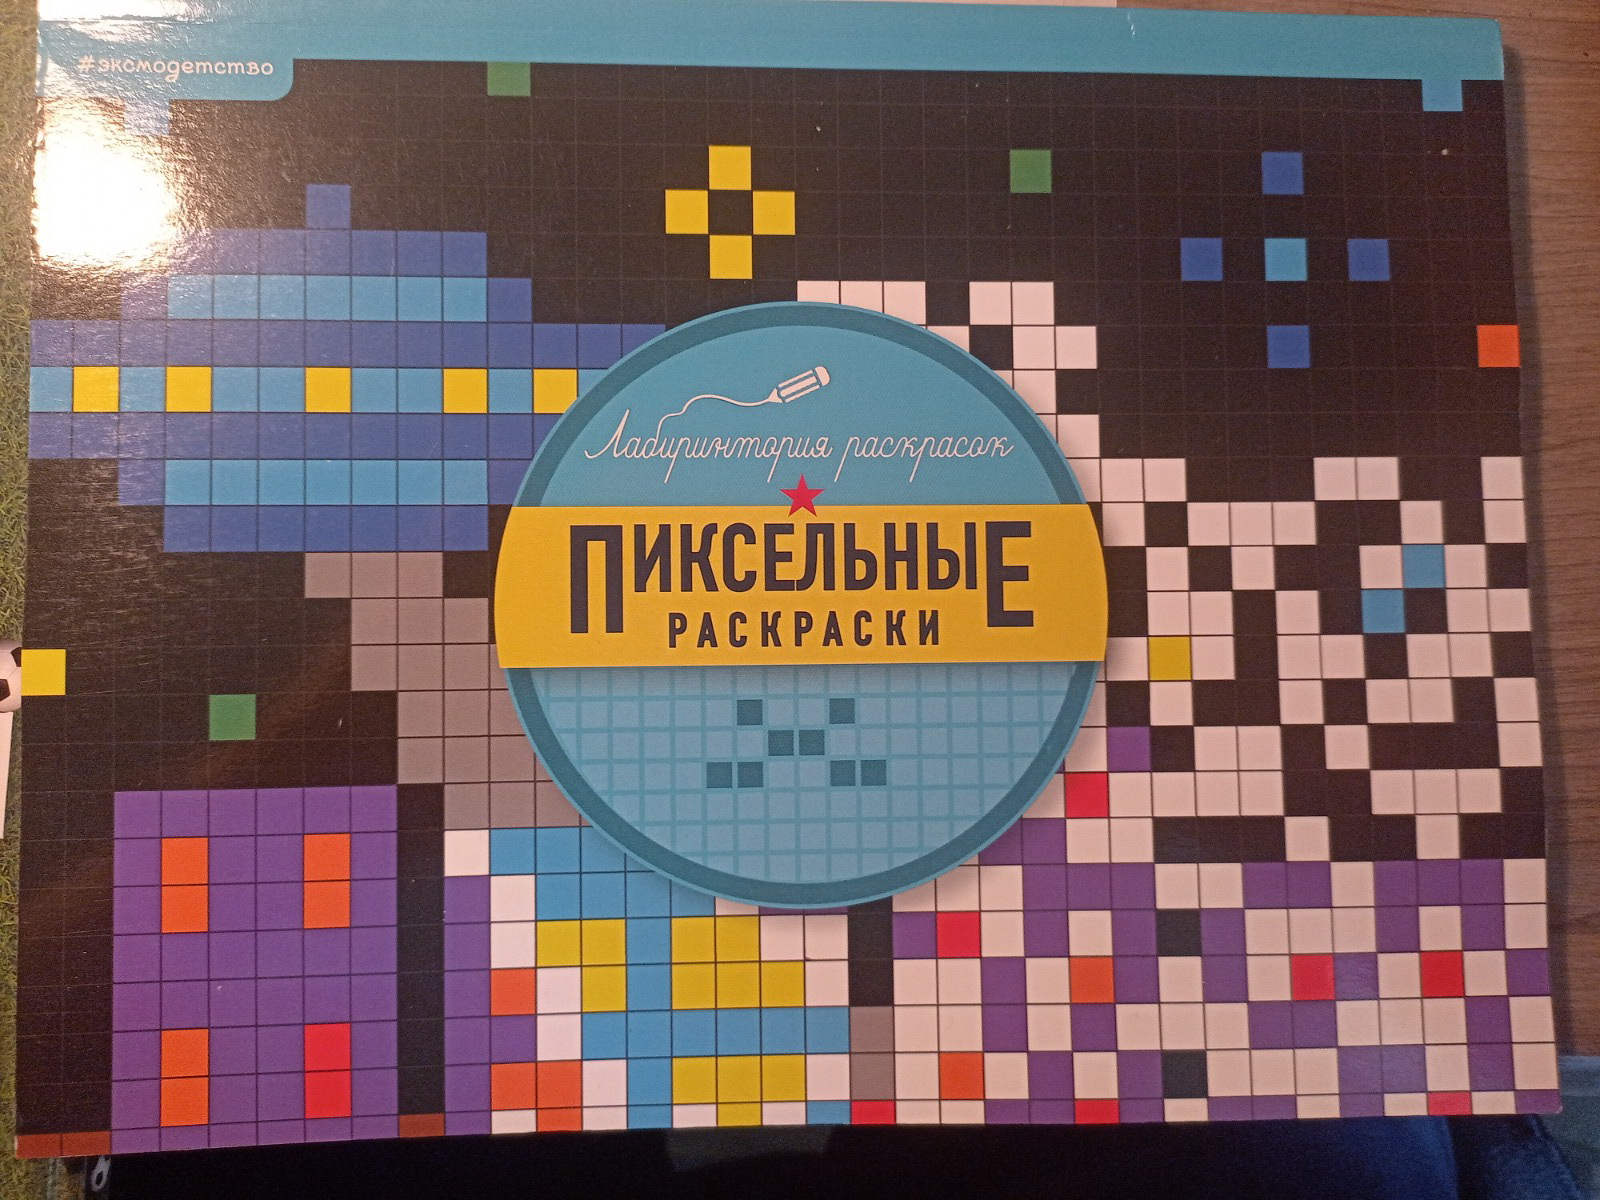 #эксмодетство
Лабиринтория раскрасок
ПИКСЕЛЬНЫЕ
РАСКРАСКИ